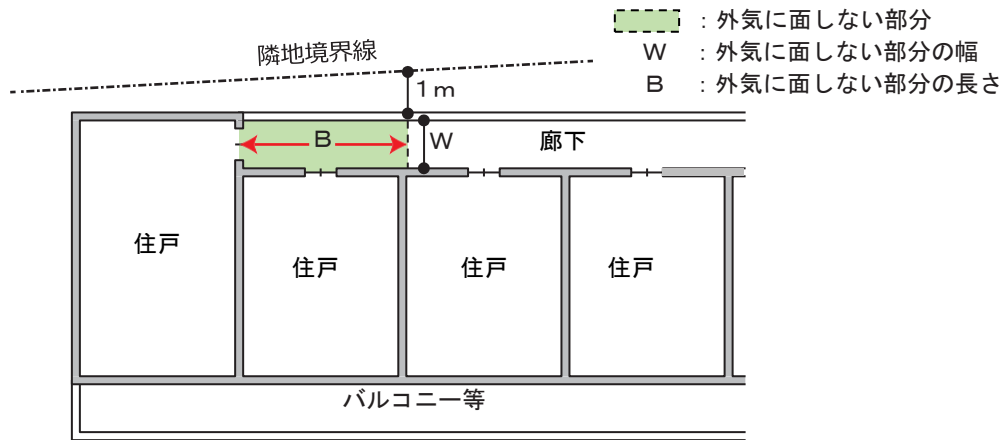 ：外気に面しない部分
W ：外気に面しない部分の幅
B ：外気に面しない部分の長さ
隣地境界線
1m
B
W
廊下
住戸
住戸
住戸
住戸
バルコニー等